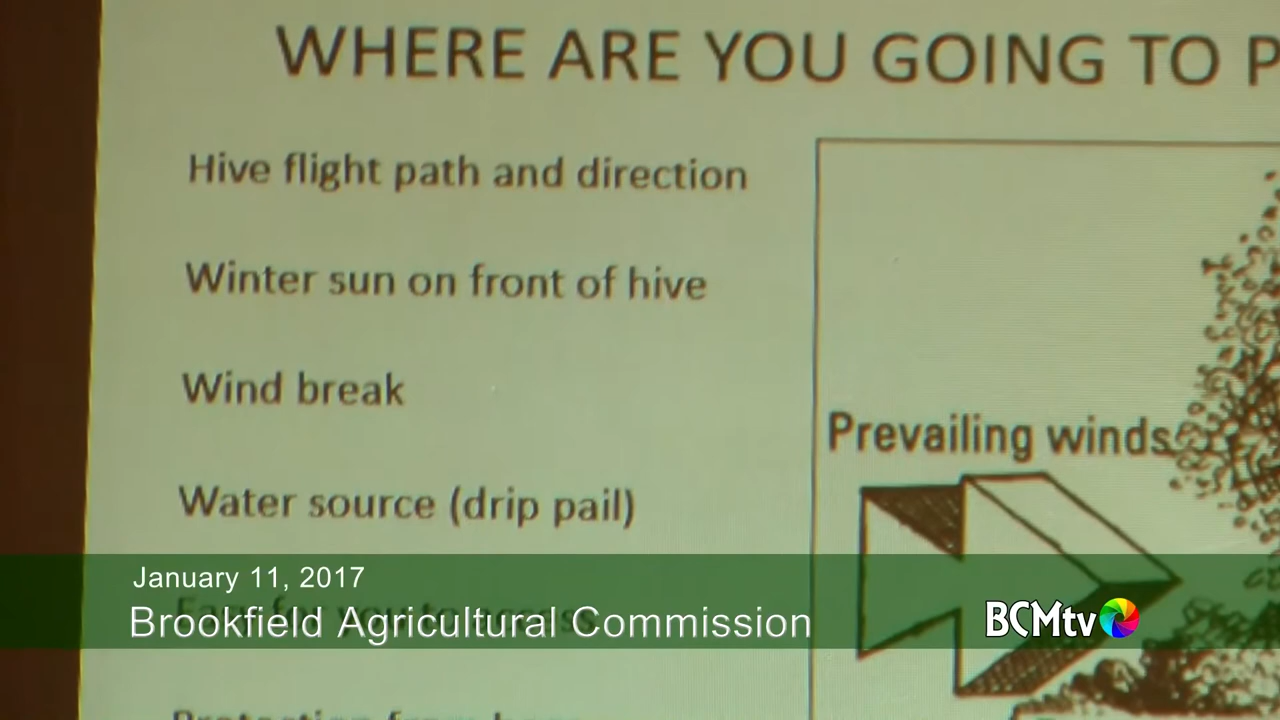 WHERE ARE YOU GOING TO P
Hive flight path and direction
Winter sun on front of hive
Wind break
Prevailing winds
Water source (drip pail)
January 11, 2017
Brookfield Agricultural Commission
BCMtv